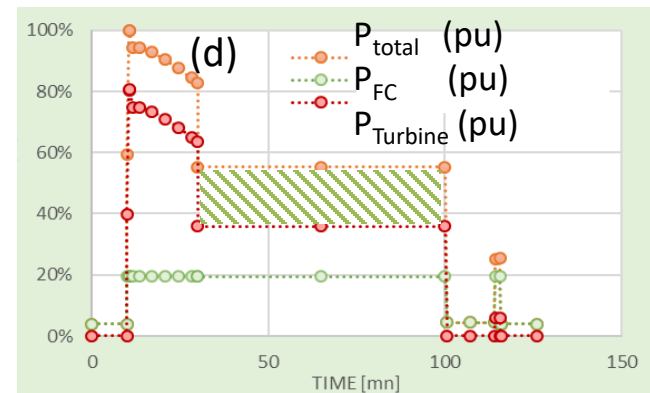 100%
80%
60%
40%
20%
0%
(d)
P_total (pu)
P_FC (pu)
P_Turbine (pu)
0 50 100 150
TIME [mn]